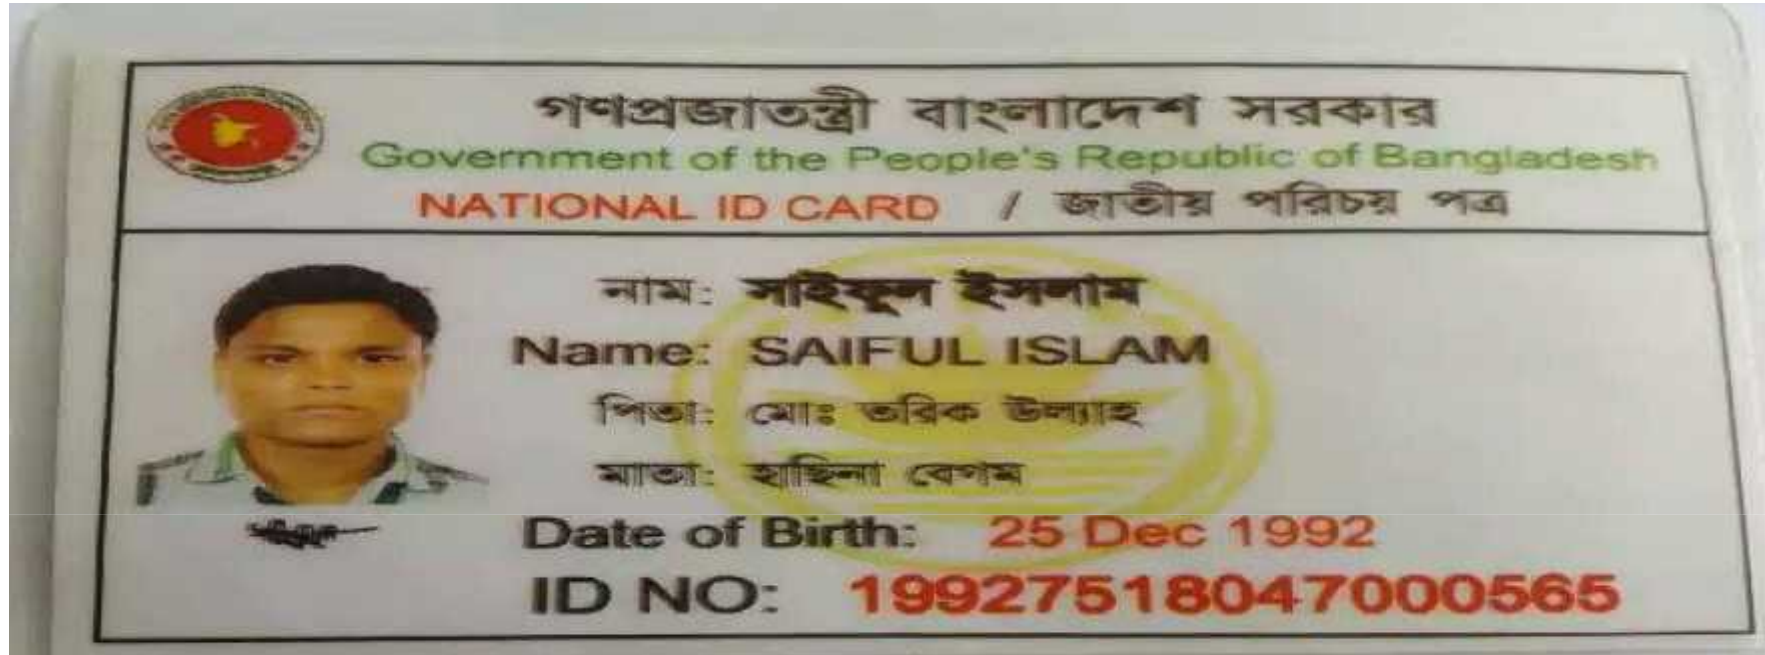 গণপ্রজাতন্ত্রী বাংলাদেশ সরকার
Government of the People's Republic of Bangladesh
NATIONAL ID CARD / জাতীয় পরিচয় পত্র
নাম: সাইফুল ইসলাম
Name: SAIFUL ISLAM
পিতা: মোঃ তরিক উল্যাহ
মাতা: হাছিনা বেগম
Date of Birth: 25 Dec 1992
ID NO: 19927518047000565